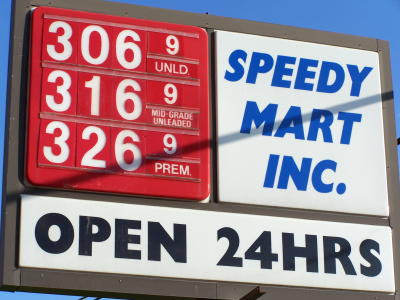 306 9
UNLD.
316 9
MID-GRADE
UNLEADED
326 9
PREM.
SPEEDY
MART
INC.
OPEN 24HRS